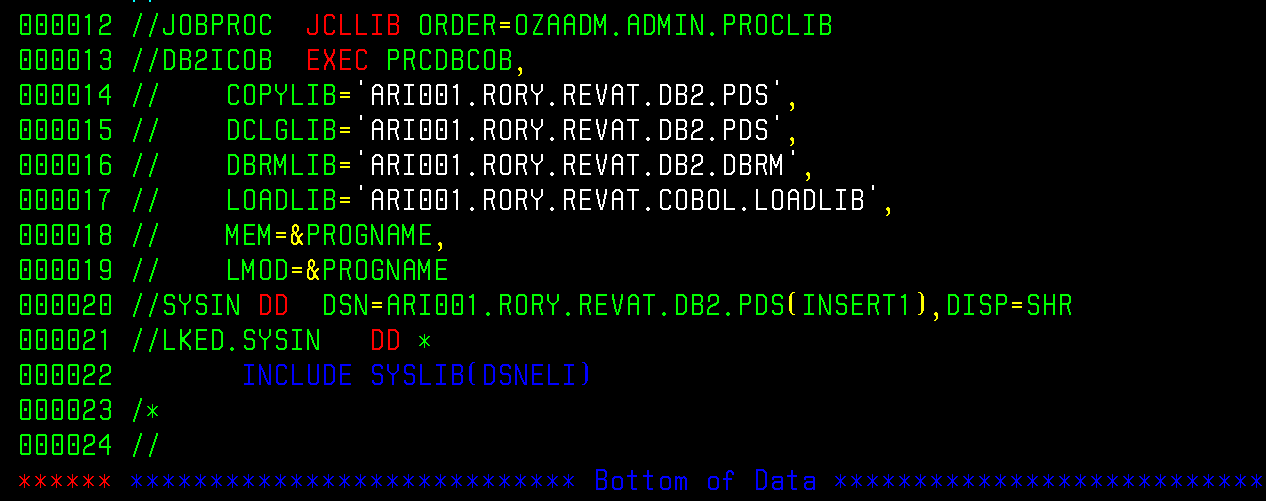 000012 //JOBPROC  JCLLIB ORDER=OZAADM.ADMIN.PROCLIB
000013 //DB2ICOB  EXEC PRCDBCOB,
000014 //    COPYLIB='ARI001.RORY.REVAT.DB2.PDS',
000015 //    DCLGLIB='ARI001.RORY.REVAT.DB2.PDS',
000016 //    DBRMLIB='ARI001.RORY.REVAT.DB2.DBRM',
000017 //    LOADLIB='ARI001.RORY.REVAT.COBOL.LOADLIB',
000018 //    MEM=&PROGNAME,
000019 //    LMOD=&PROGNAME
000020 //SYSIN DD  DSN=ARI001.RORY.REVAT.DB2.PDS(INSERT1),DISP=SHR
000021 //LKED.SYSIN   DD *
000022        INCLUDE SYSLIB(DSNELI)
000023 /*
000024 //
****** **************************** Bottom of Data ***************************